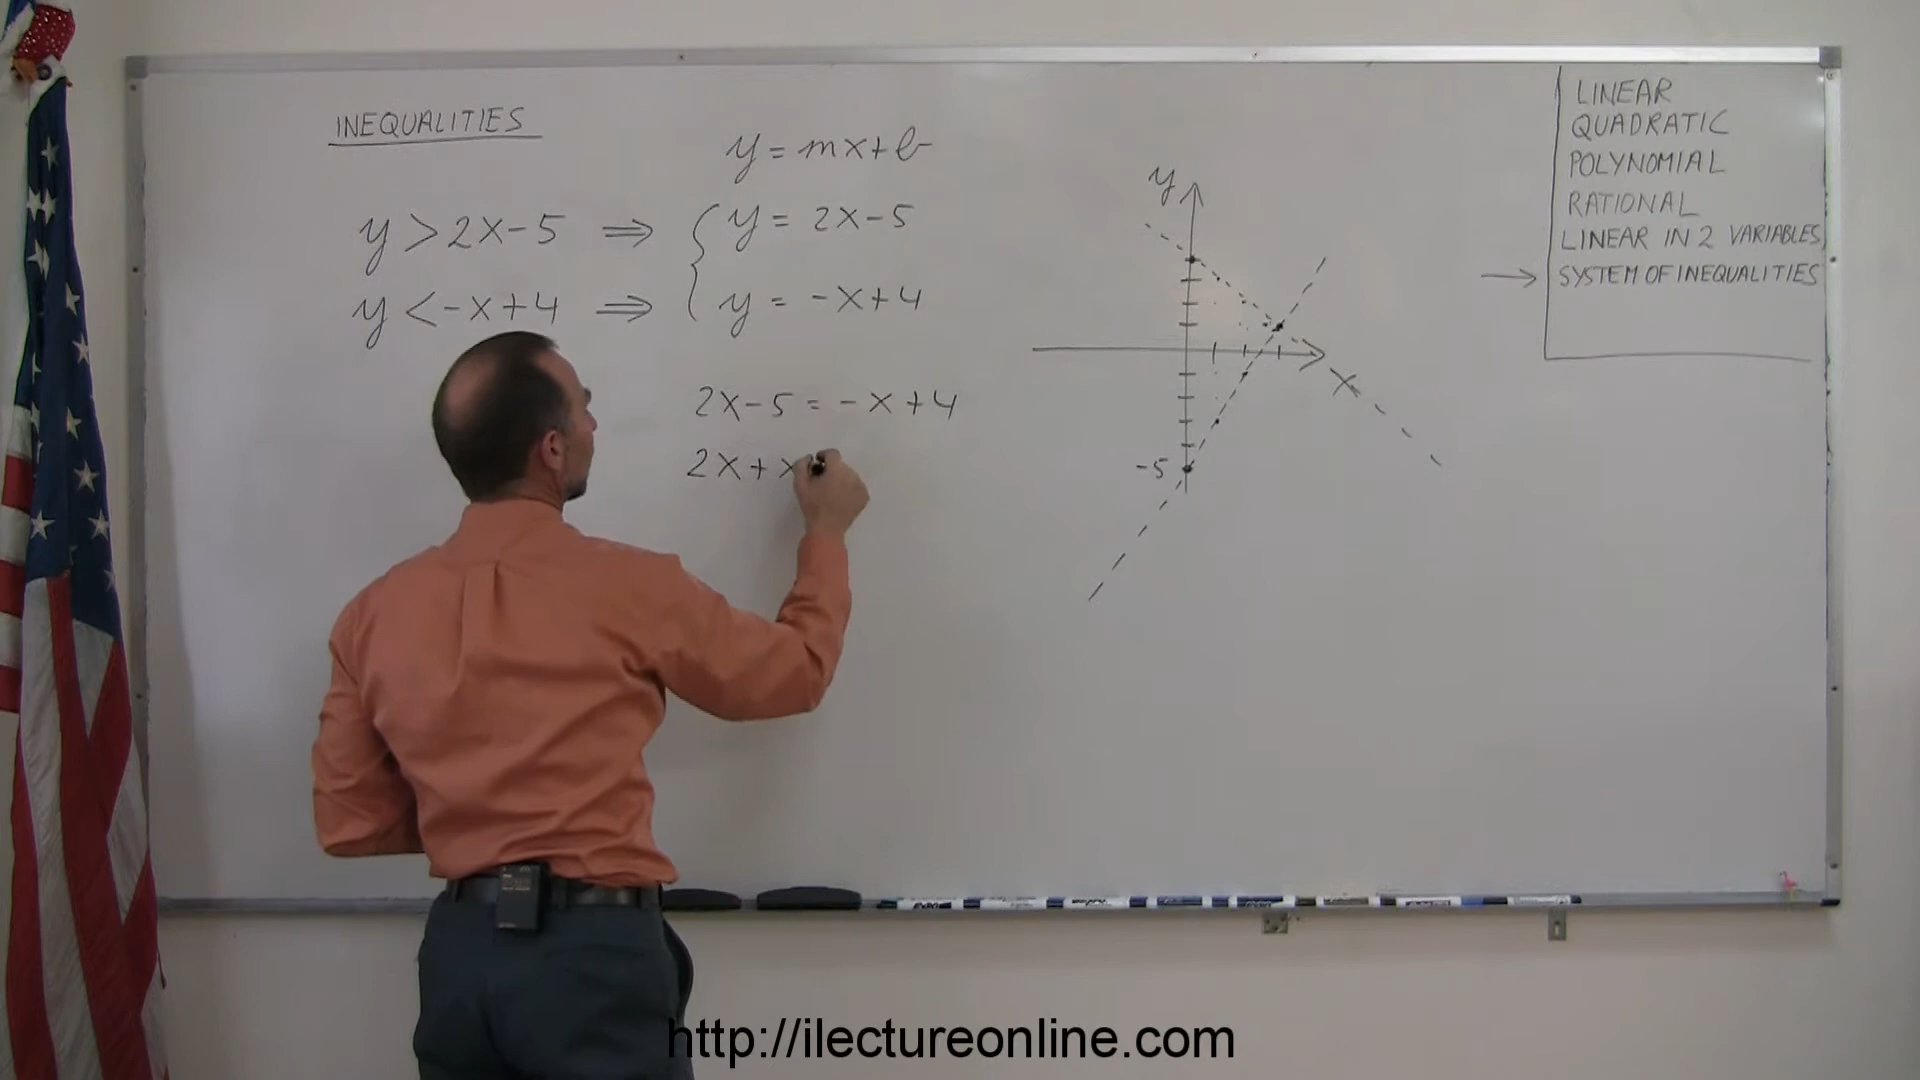 INEQUALITIES
y = mx+b
y > 2x-5 ⇒ { y = 2x-5
y < -x+4 ⇒ y = -x+4
2x-5 = -x+4
2x+x
y
x
-5
LINEAR
QUADRATIC
POLYNOMIAL
RATIONAL
LINEAR IN 2 VARIABLES
→ SYSTEM OF INEQUALITIES
EXPO
http://ilectureonline.com